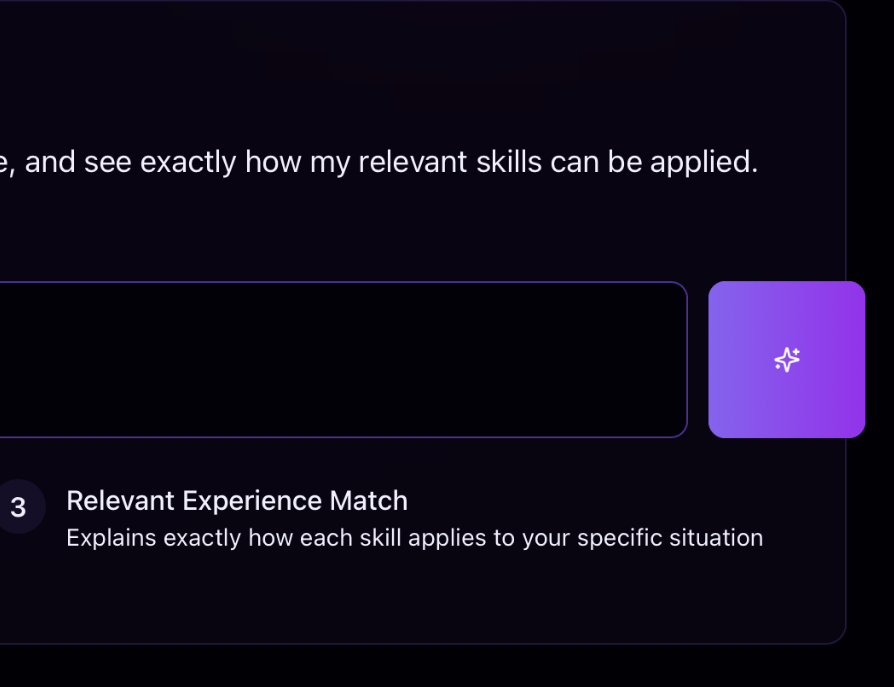 , and see exactly how my relevant skills can be applied.
3
Relevant Experience Match
Explains exactly how each skill applies to your specific situation